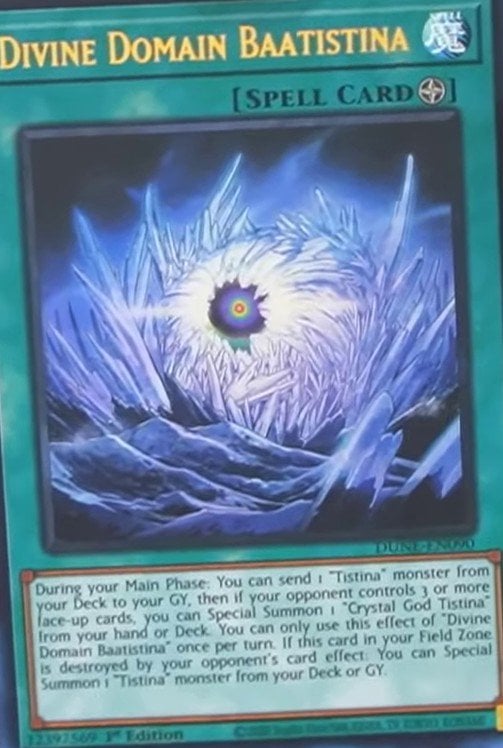 DIVINE DOMAIN BAATISTINA
SPELL
[SPELL CARD]
DUNE-EN090
During your Main Phase: You can send 1 "Tistina" monster from
your Deck to your GY, then if your opponent controls 3 or more
face-up cards, you can Special Summon 1 "Crystal God Tistina"
from your hand or Deck. You can only use this effect of "Divine
Domain Baatistina" once per turn. If this card in your Field Zone
is destroyed by your opponent's card effect: You can Special
Summon 1 "Tistina" monster from your Deck or GY.
12397569 1st Edition